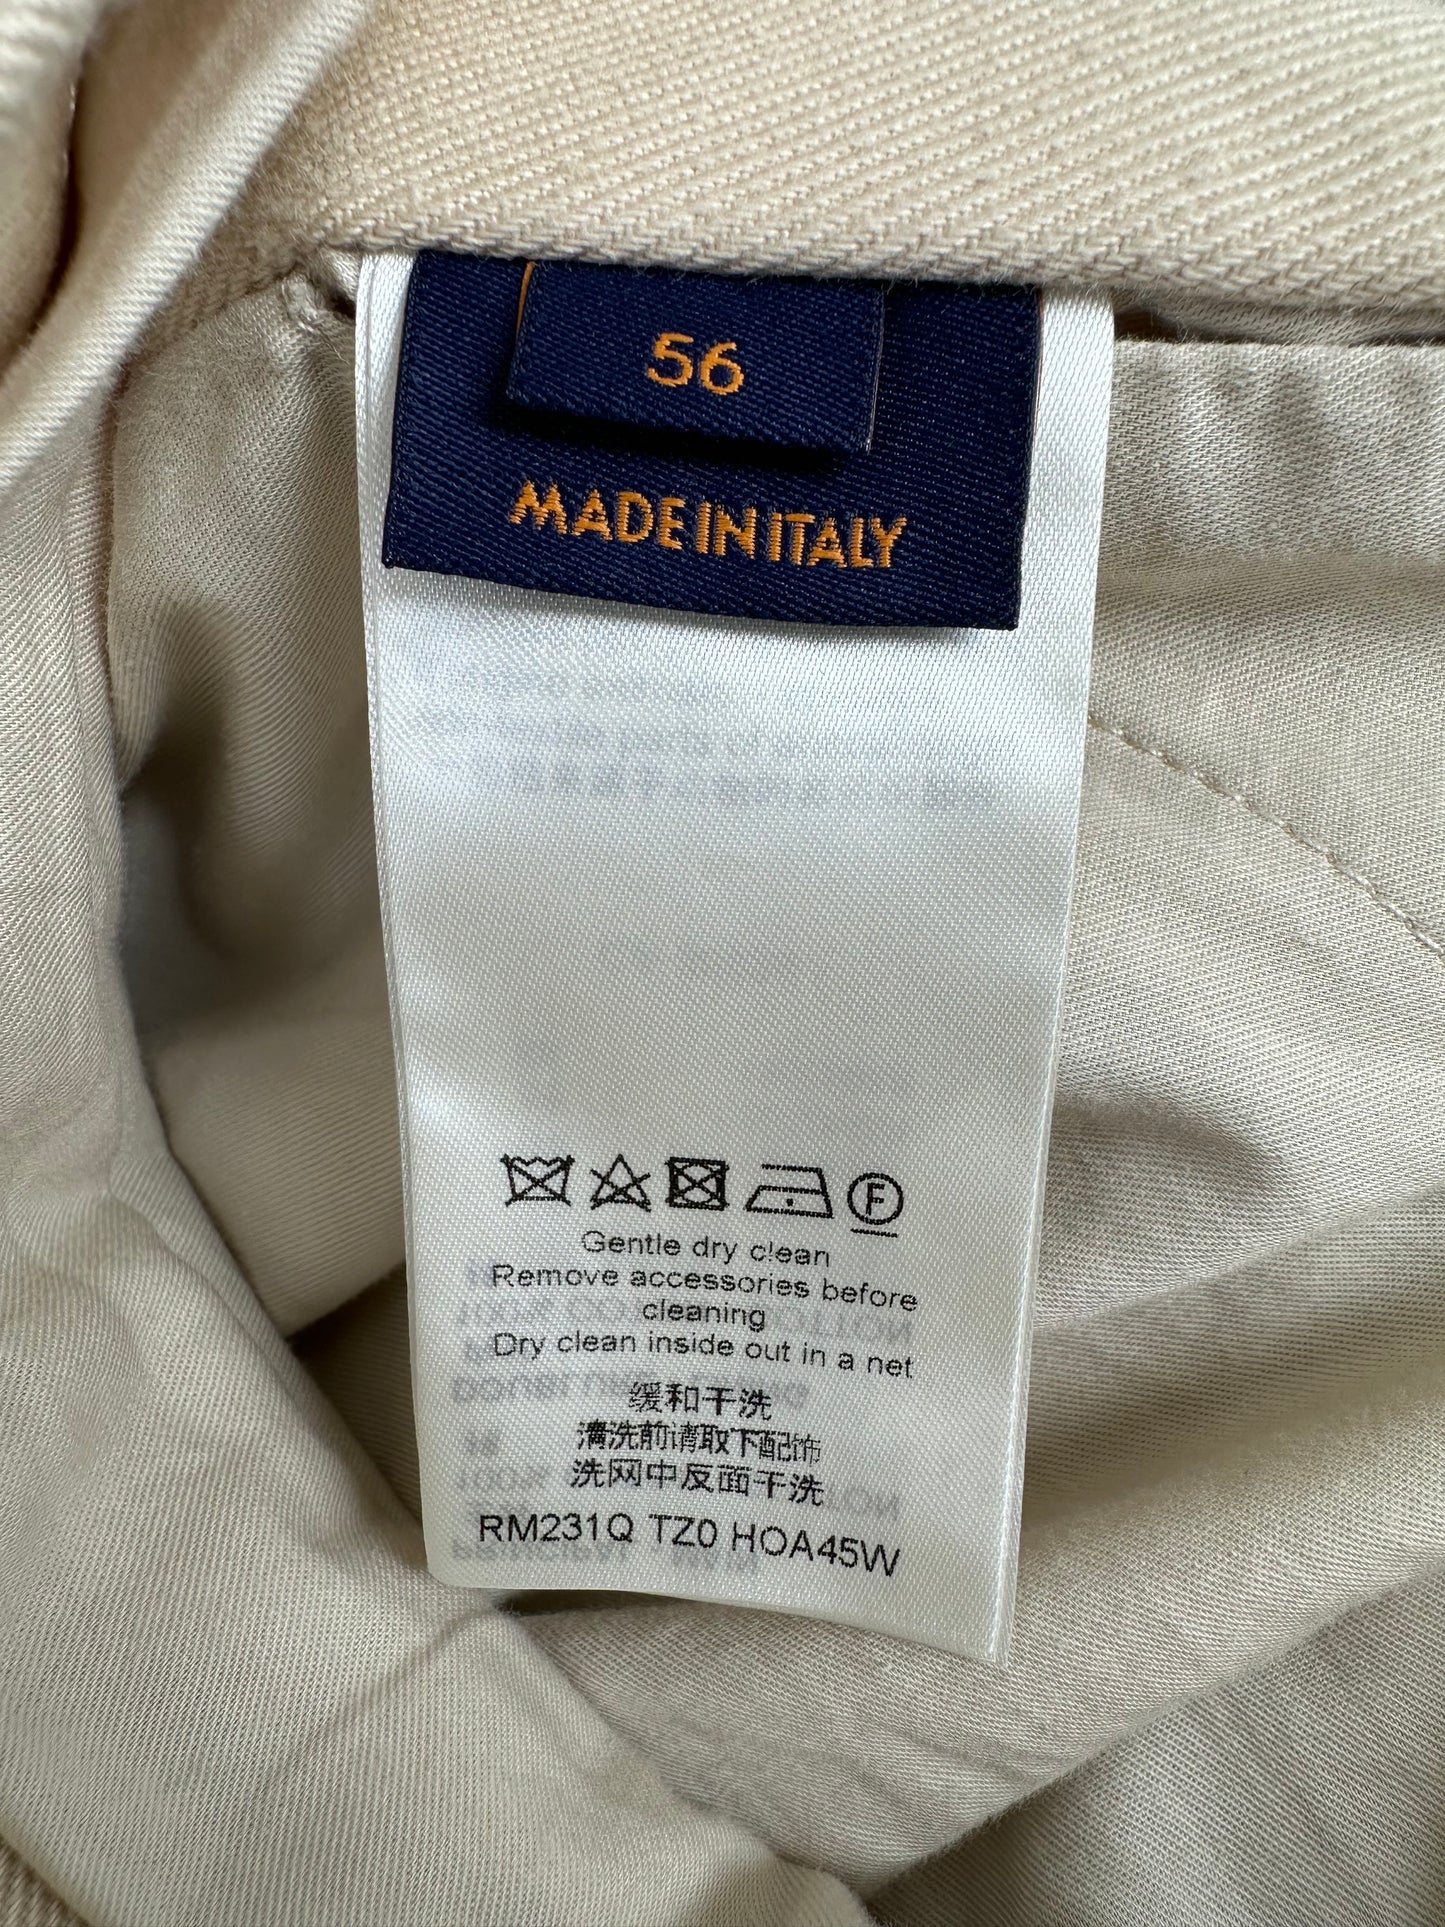 56
MADE IN ITALY
F
Gentle dry clean
Remove accessories before
cleaning
Dry clean inside out in a net
缓和干洗
清洗前请取下配饰
洗网中反面干洗
RM231Q TZ0 HOA45W